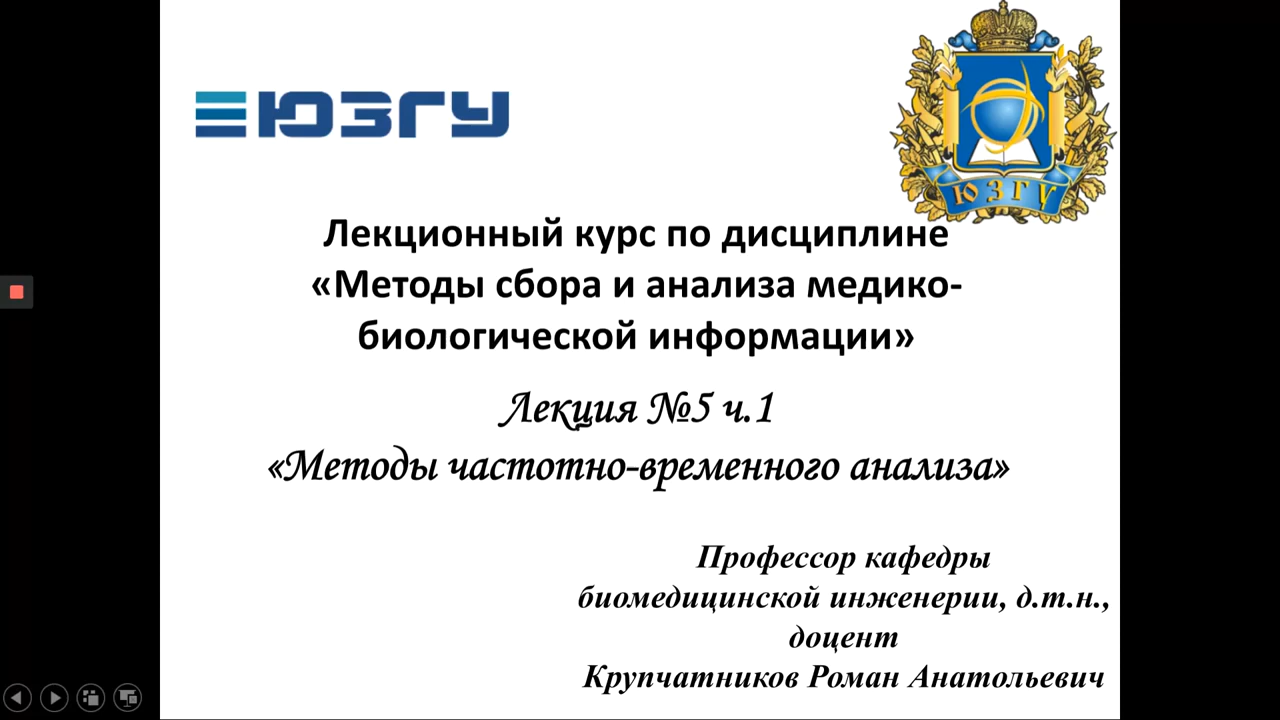 ЮЗГУ
ЮЗГУ
Лекционный курс по дисциплине
«Методы сбора и анализа медико-
биологической информации»
Лекция №5 ч.1
«Методы частотно-временного анализа»
Профессор кафедры
биомедицинской инженерии, д.т.н.,
доцент
Крупчатников Роман Анатольевич